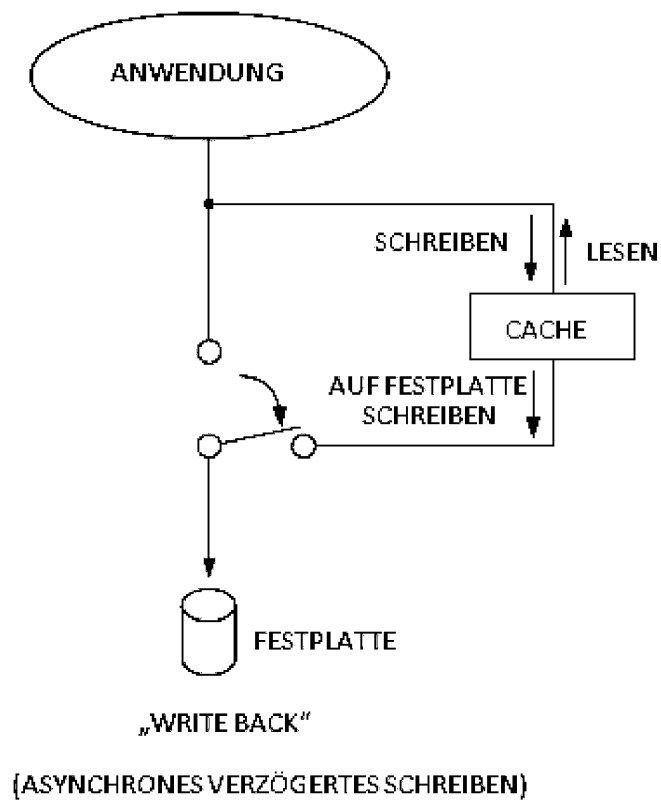 ANWENDUNG
SCHREIBEN
LESEN
CACHE
AUF FESTPLATTE
SCHREIBEN
FESTPLATTE
„WRITE BACK“
(ASYNCHRONES VERZÖGERTES SCHREIBEN)